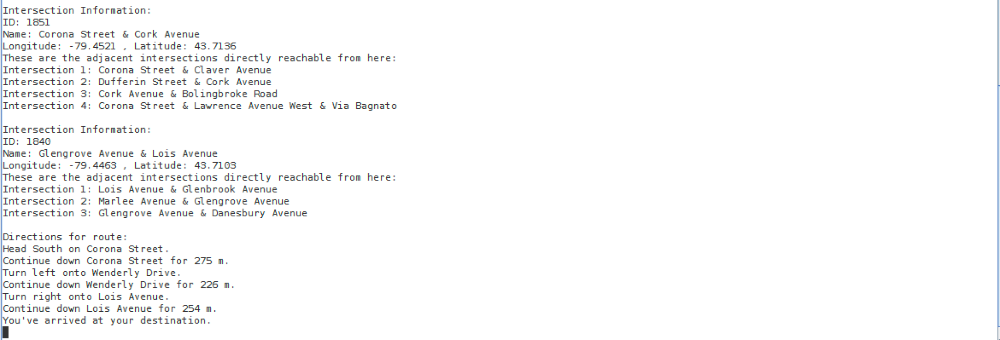 Intersection Information:
ID: 1851
Name: Corona Street & Cork Avenue
Longitude: -79.4521 , Latitude: 43.7136
These are the adjacent intersections directly reachable from here:
Intersection 1: Corona Street & Claver Avenue
Intersection 2: Dufferin Street & Cork Avenue
Intersection 3: Cork Avenue & Bolingbroke Road
Intersection 4: Corona Street & Lawrence Avenue West & Via Bagnato
Intersection Information:
ID: 1840
Name: Glengrove Avenue & Lois Avenue
Longitude: -79.4463 , Latitude: 43.7103
These are the adjacent intersections directly reachable from here:
Intersection 1: Lois Avenue & Glenbrook Avenue
Intersection 2: Marlee Avenue & Glengrove Avenue
Intersection 3: Glengrove Avenue & Danesbury Avenue
Directions for route:
Head South on Corona Street.
Continue down Corona Street for 275 m.
Turn left onto Wenderly Drive.
Continue down Wenderly Drive for 226 m.
Turn right onto Lois Avenue.
Continue down Lois Avenue for 254 m.
You've arrived at your destination.